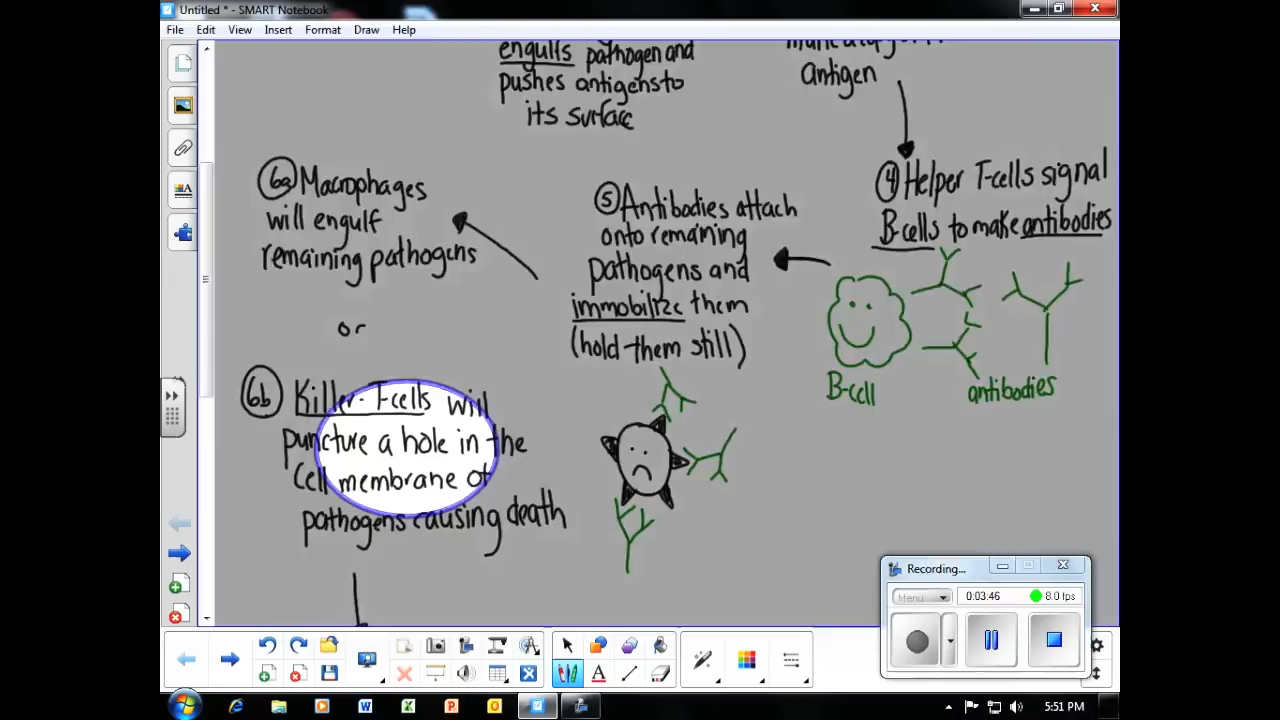 Untitled * - SMART Notebook
File Edit View Insert Format Draw Help
engulfs pathogen and
pushes antigens to
its surface
antigen
4 Helper T-cells signal
B-cells to make antibodies
B-cell
antibodies
5 Antibodies attach
onto remaining
pathogens and
immobilize them
(hold them still)
6a Macrophages
will engulf
remaining pathogens
or
6b Killer T-cells will
puncture a hole in the
cell membrane of
pathogens causing death
Recording...
Menu
0:03:46
8.0 fps
5:51 PM